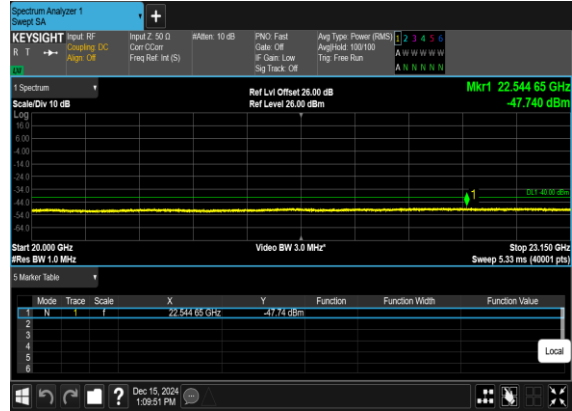 Spectrum Analyzer 1
Swept SA
+
KEYSIGHT Input: RF Input Z: 50 Ω #Atten: 10 dB PNO: Fast Avg Type: Power (RMS) 1 2 3 4 5 6
R T Coupling: DC Corr CCorr Gate: Off Avg|Hold: 100/100 A W W W W W
Align: Off Freq Ref: Int (S) IF Gain: Low Trig: Free Run
Sig Track: Off A N N N N N
LW
1 Spectrum Ref Lvl Offset 26.00 dB Mkr1 22.544 65 GHz
Scale/Div 10 dB Ref Level 26.00 dBm -47.740 dBm
Log
16.0
6.00
-4.00
-14.0
-24.0
-34.0 1 DL1 -40.00 dBm
-44.0
-54.0
-64.0
Start 20.000 GHz Video BW 3.0 MHz* Stop 23.150 GHz
#Res BW 1.0 MHz Sweep 5.33 ms (40001 pts)
5 Marker Table
Mode Trace Scale X Y Function Function Width Function Value
1 N 1 f 22.544 65 GHz -47.74 dBm
2
3
4
5
6
Local
? Dec 15, 2024
1:09:51 PM